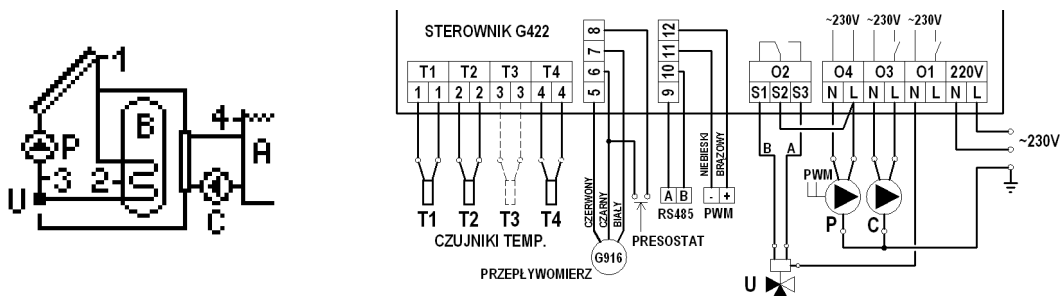 1
B
4
A
P
3
2
U
C
STEROWNIK G422
T1 T2 T3 T4
1 1 2 2 3 3 4 4
8
7
6
5
12
11
10
9
~230V ~230V ~230V
O2 O4 O3 O1 220V
S1 S2 S3 N L N L N L N L
~230V
B A
NIEBIESKI
BRĄZOWY
CZERWONY
CZARNY
BIAŁY
PWM
A B - +
RS485 PWM
T1 T2 T3 T4
CZUJNIKI TEMP.
PRESOSTAT
P C
PRZEPŁYWOMIERZ
G916
U